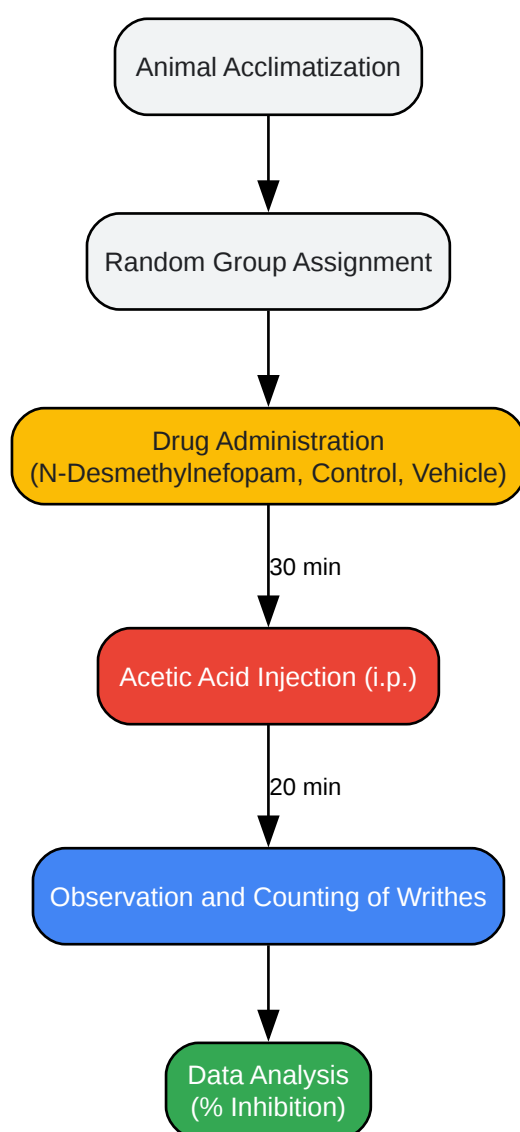 Animal Acclimatization
Random Group Assignment
Drug Administration
(N-Desmethylnefopam, Control, Vehicle)
30 min
Acetic Acid Injection (i.p.)
20 min
Observation and Counting of Writhes
Data Analysis
(% Inhibition)